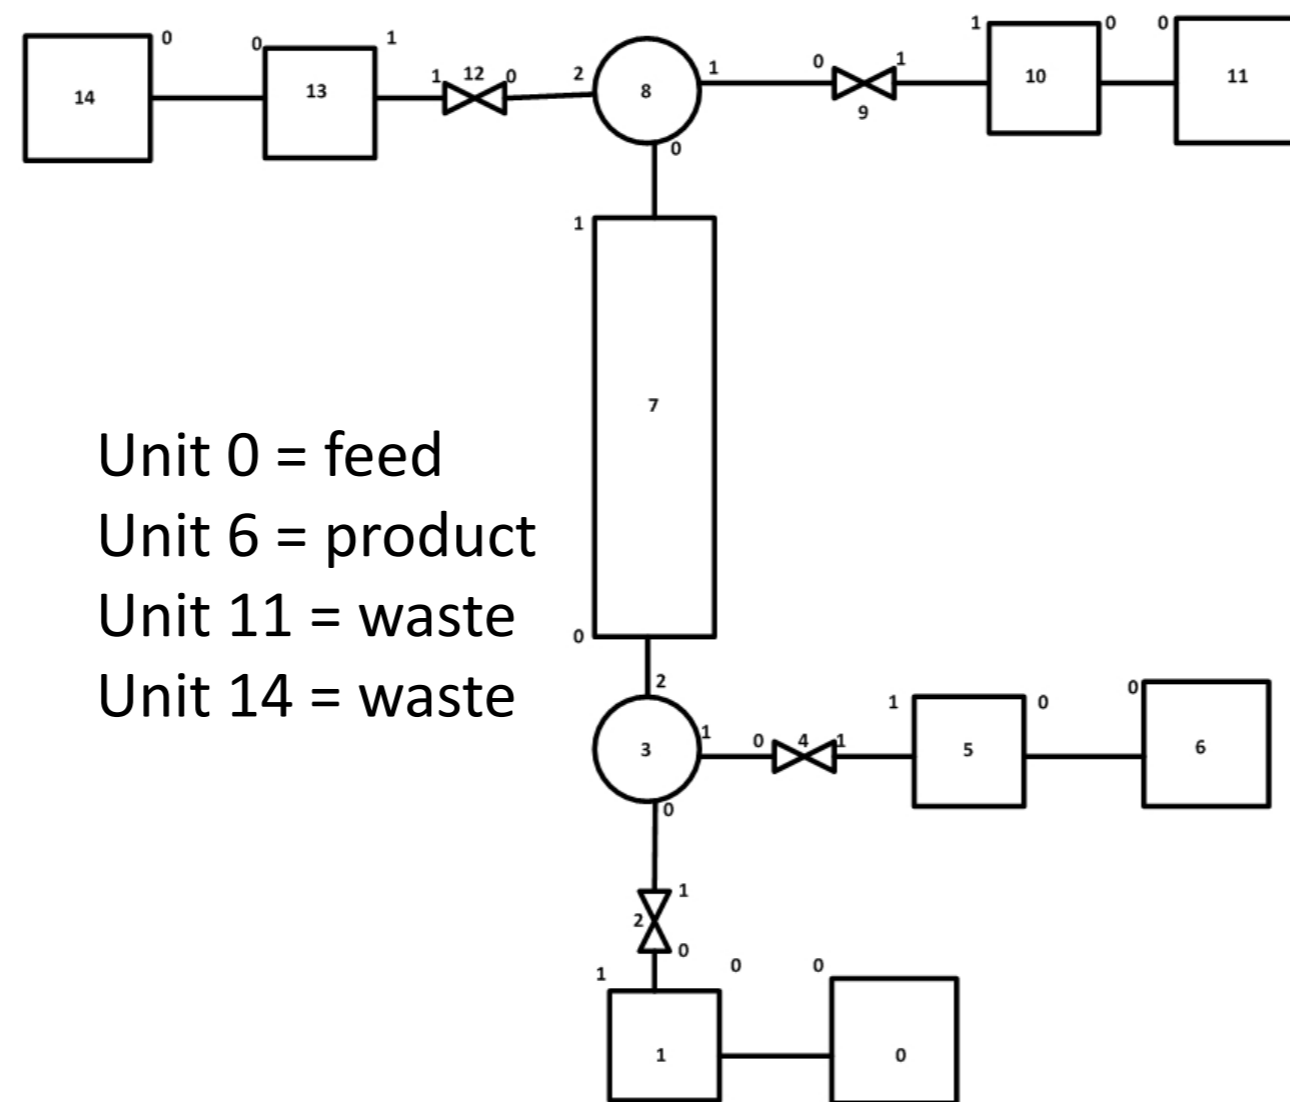 0 0 1 1 12 0 2 1 0 1 1 0 0
14 13 8 9 10 11
0
1
7
Unit 0 = feed
Unit 6 = product
Unit 11 = waste
Unit 14 = waste
0
2
1 0 4 1 1 0 0
3 5 6
0
1
2
0
1 0 0
1 0